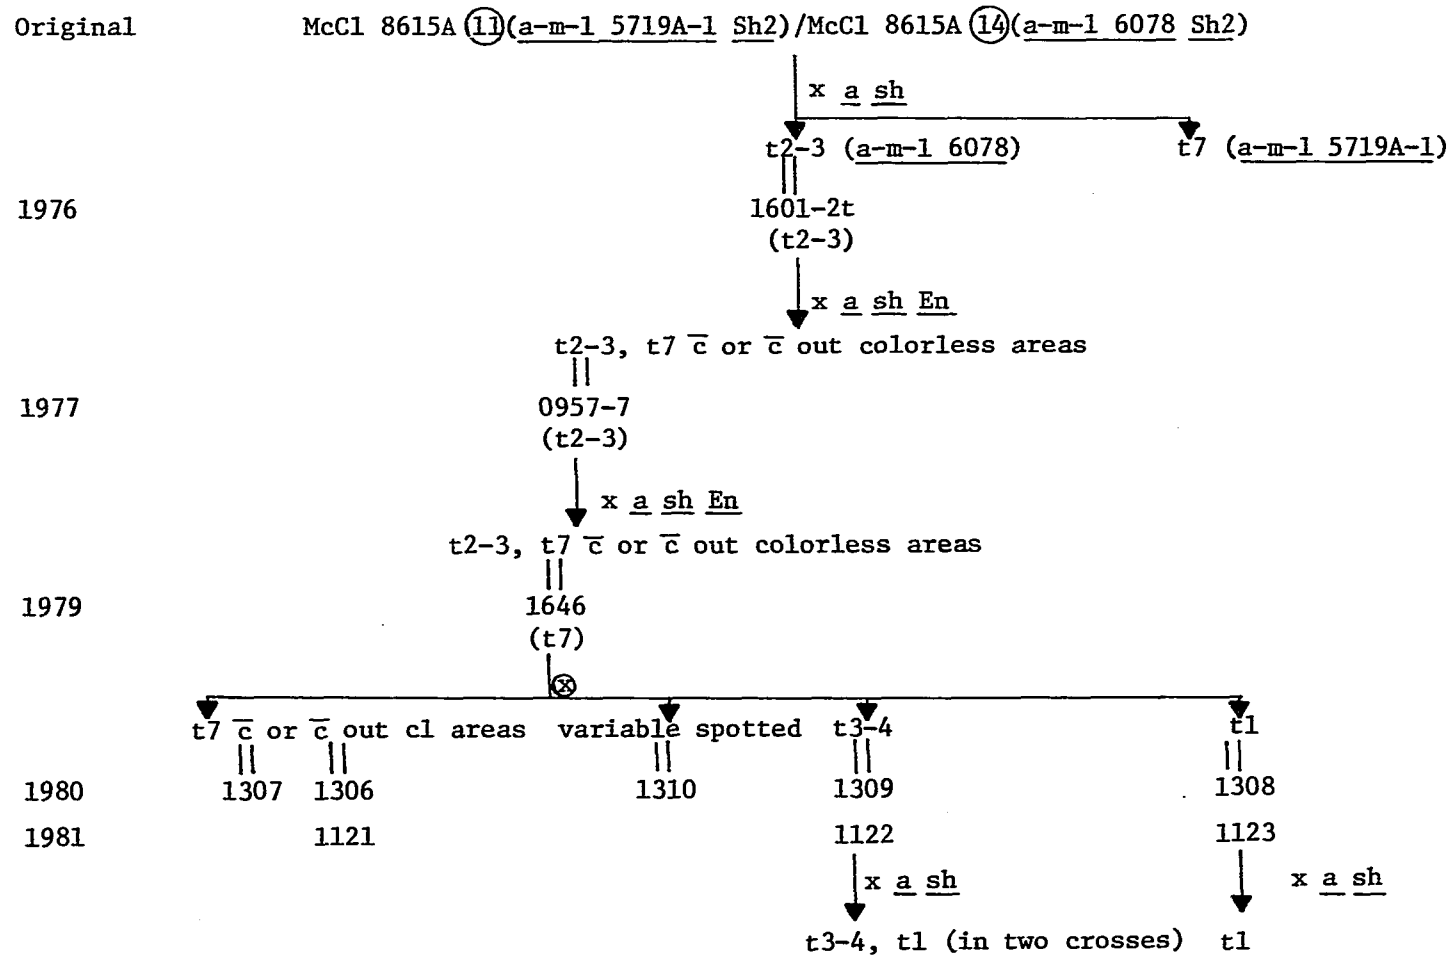 Original McCl 8615A ⑪(a-m-1 5719A-1 Sh2)/McCl 8615A ⑭(a-m-1 6078 Sh2)
x a sh
t2-3 (a-m-1 6078) t7 (a-m-1 5719A-1)
1976 1601-2t
(t2-3)
x a sh En
t2-3, t7 c̅ or c̅ out colorless areas
1977 0957-7
(t2-3)
x a sh En
t2-3, t7 c̅ or c̅ out colorless areas
1979 1646
(t7)
ⓧ
t7 c̅ or c̅ out cl areas variable spotted t3-4 t1
1980 1307 1306 1310 1309 1308
1981 1121 1122 1123
x a sh x a sh
t3-4, t1 (in two crosses) t1